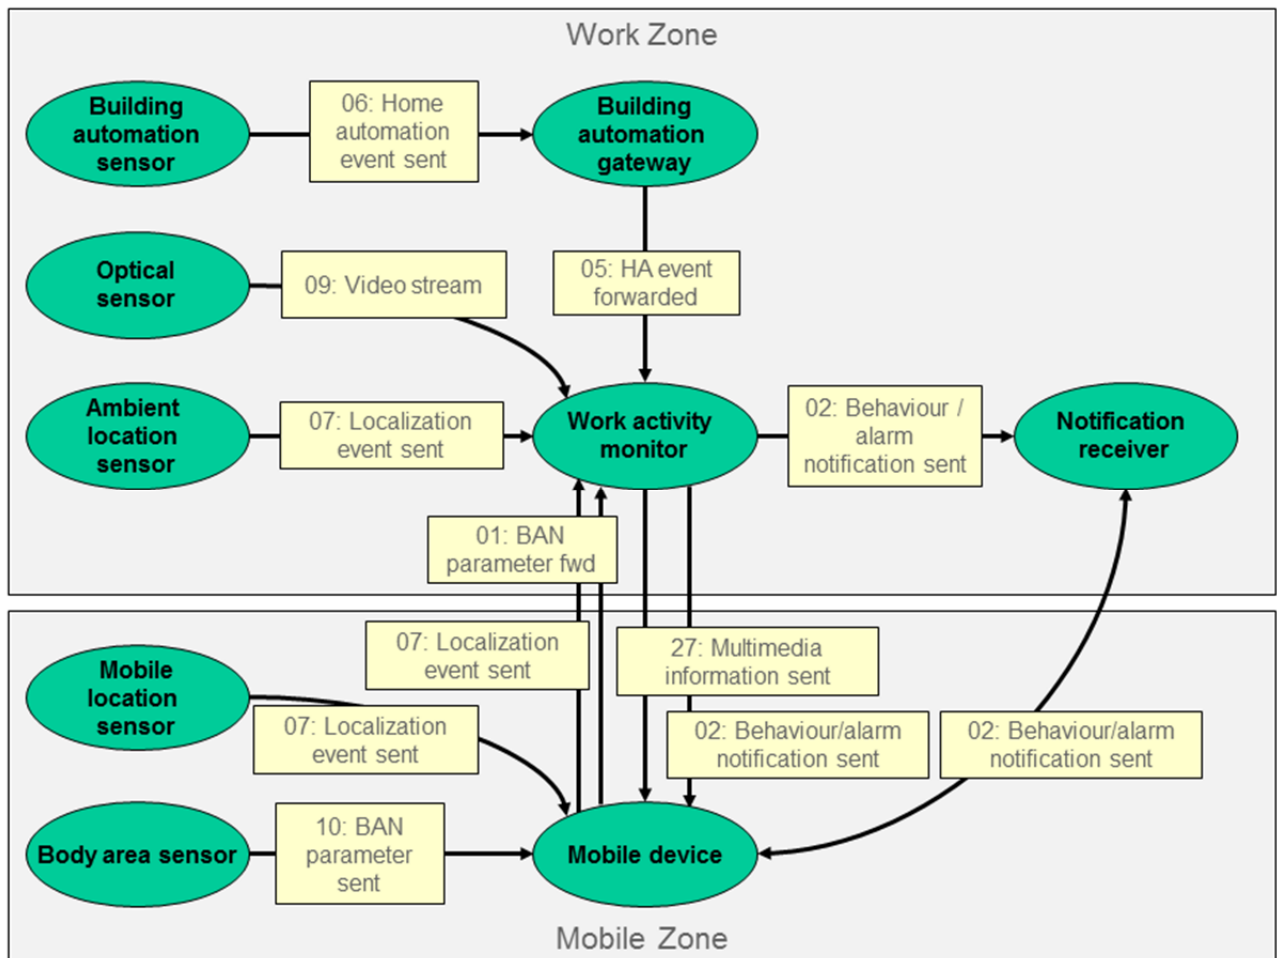 Work Zone
Building
automation
sensor
06: Home
automation
event sent
Building
automation
gateway
Optical
sensor
09: Video stream
05: HA event
forwarded
Ambient
location
sensor
07: Localization
event sent
Work activity
monitor
02: Behaviour /
alarm
notification sent
Notification
receiver
01: BAN
parameter fwd
07: Localization
event sent
27: Multimedia
information sent
Mobile
location
sensor
07: Localization
event sent
02: Behaviour/alarm
notification sent
02: Behaviour/alarm
notification sent
Body area sensor
10: BAN
parameter
sent
Mobile device
Mobile Zone